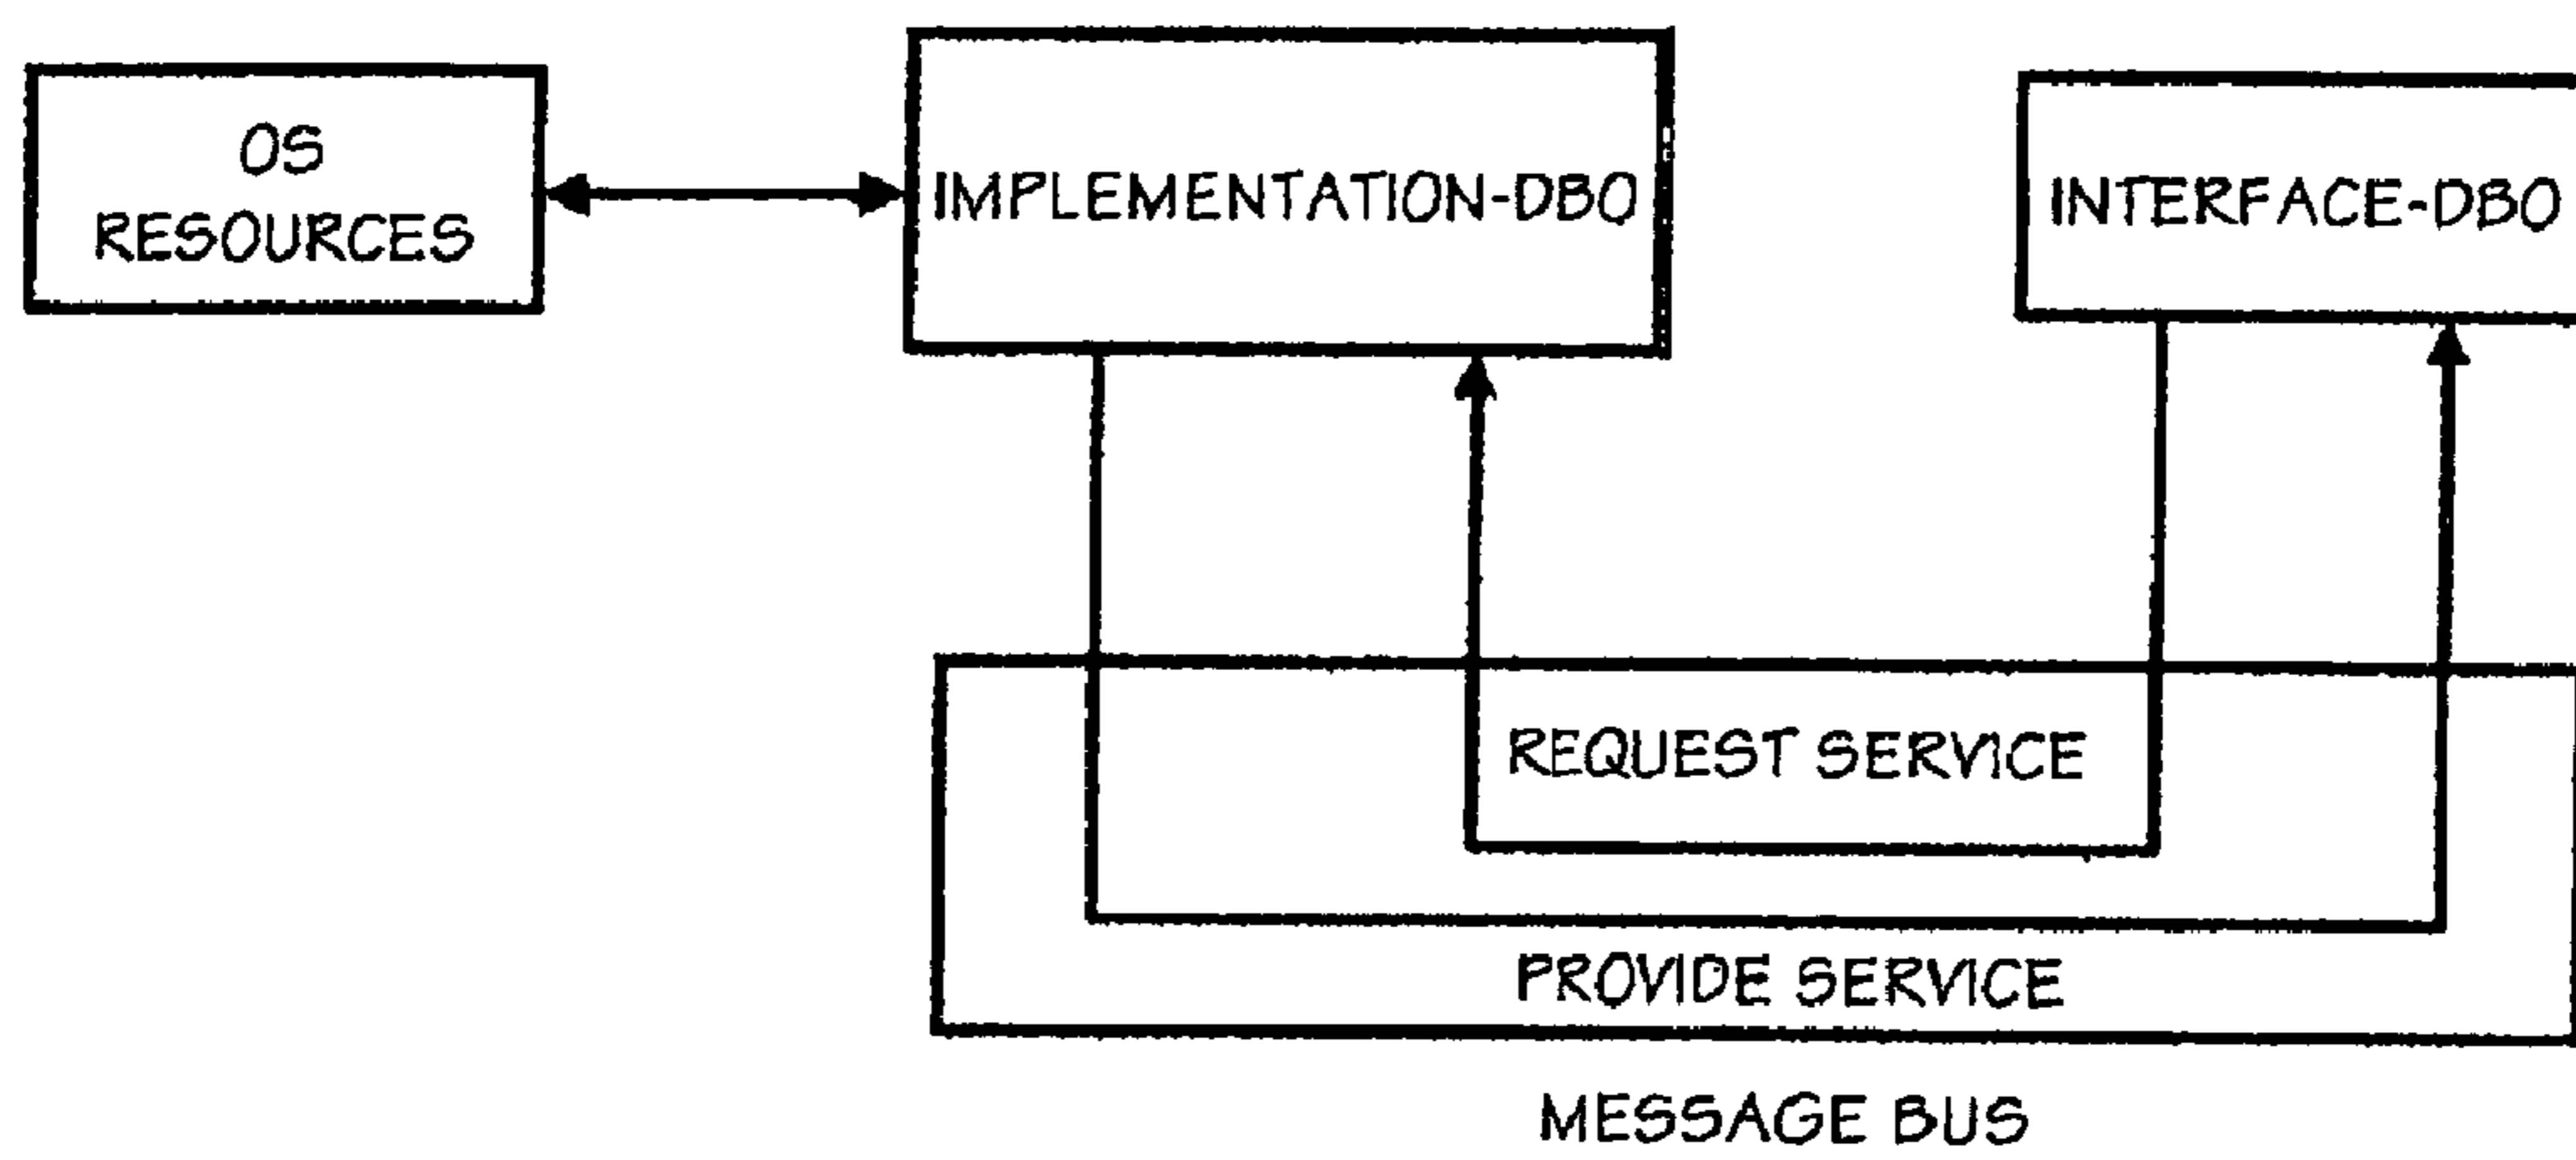 OS
RESOURCES
IMPLEMENTATION-DBO
INTERFACE-DBO
REQUEST SERVICE
PROVIDE SERVICE
MESSAGE BUS